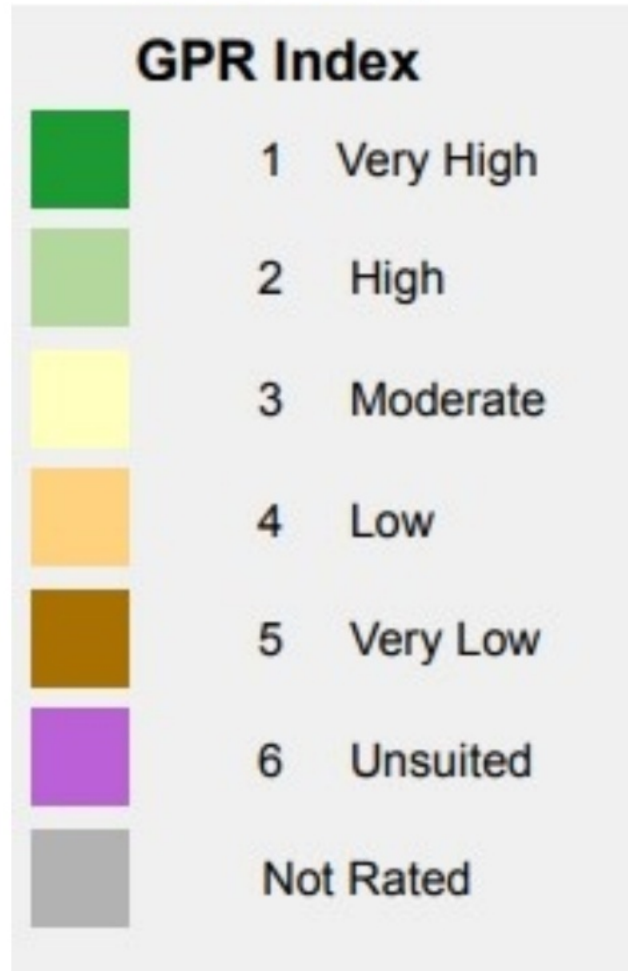 GPR Index
1 Very High
2 High
3 Moderate
4 Low
5 Very Low
6 Unsuited
Not Rated